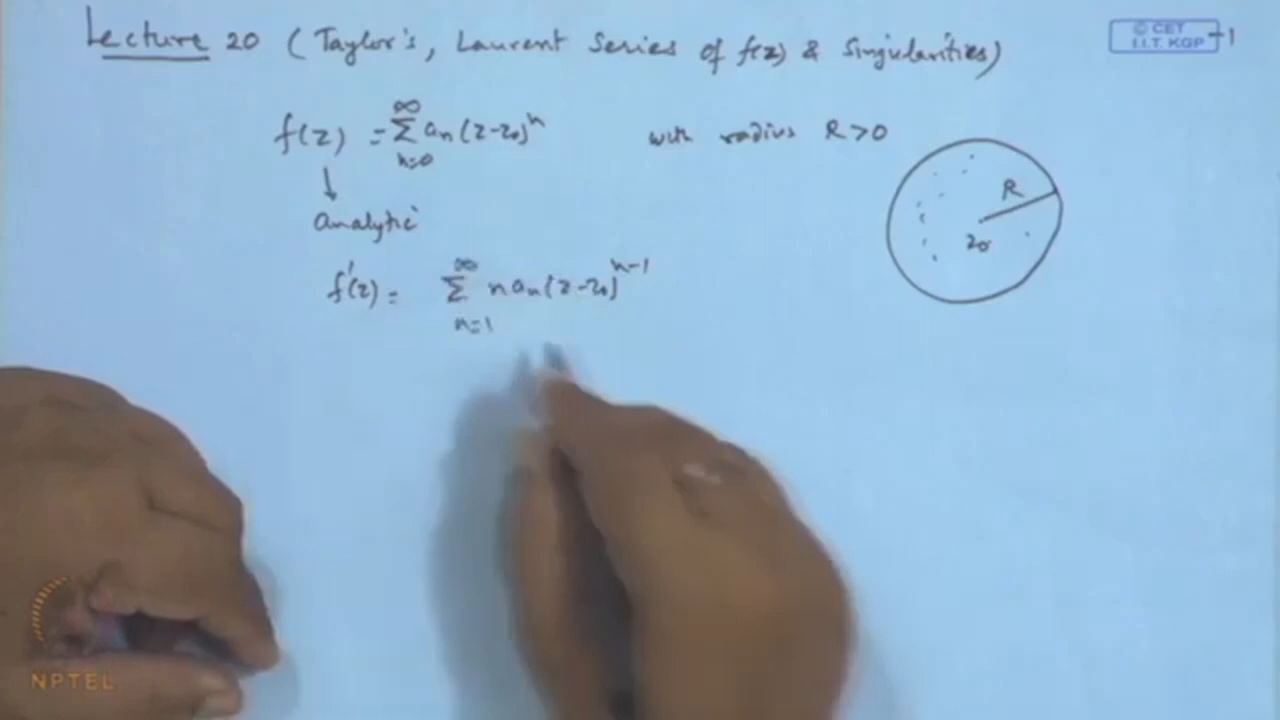 Lecture 20 (Taylor's, Laurent Series of f(z) & Singularities)
© CET
I.I.T. KGP
+1
f(z) = ∑_{n=0}^{∞} a_n (z-z_0)^n with radius R>0
↓
analytic
R
z_0
f'(z) = ∑_{n=1}^{∞} n a_n (z-z_0)^{n-1}
NPTEL